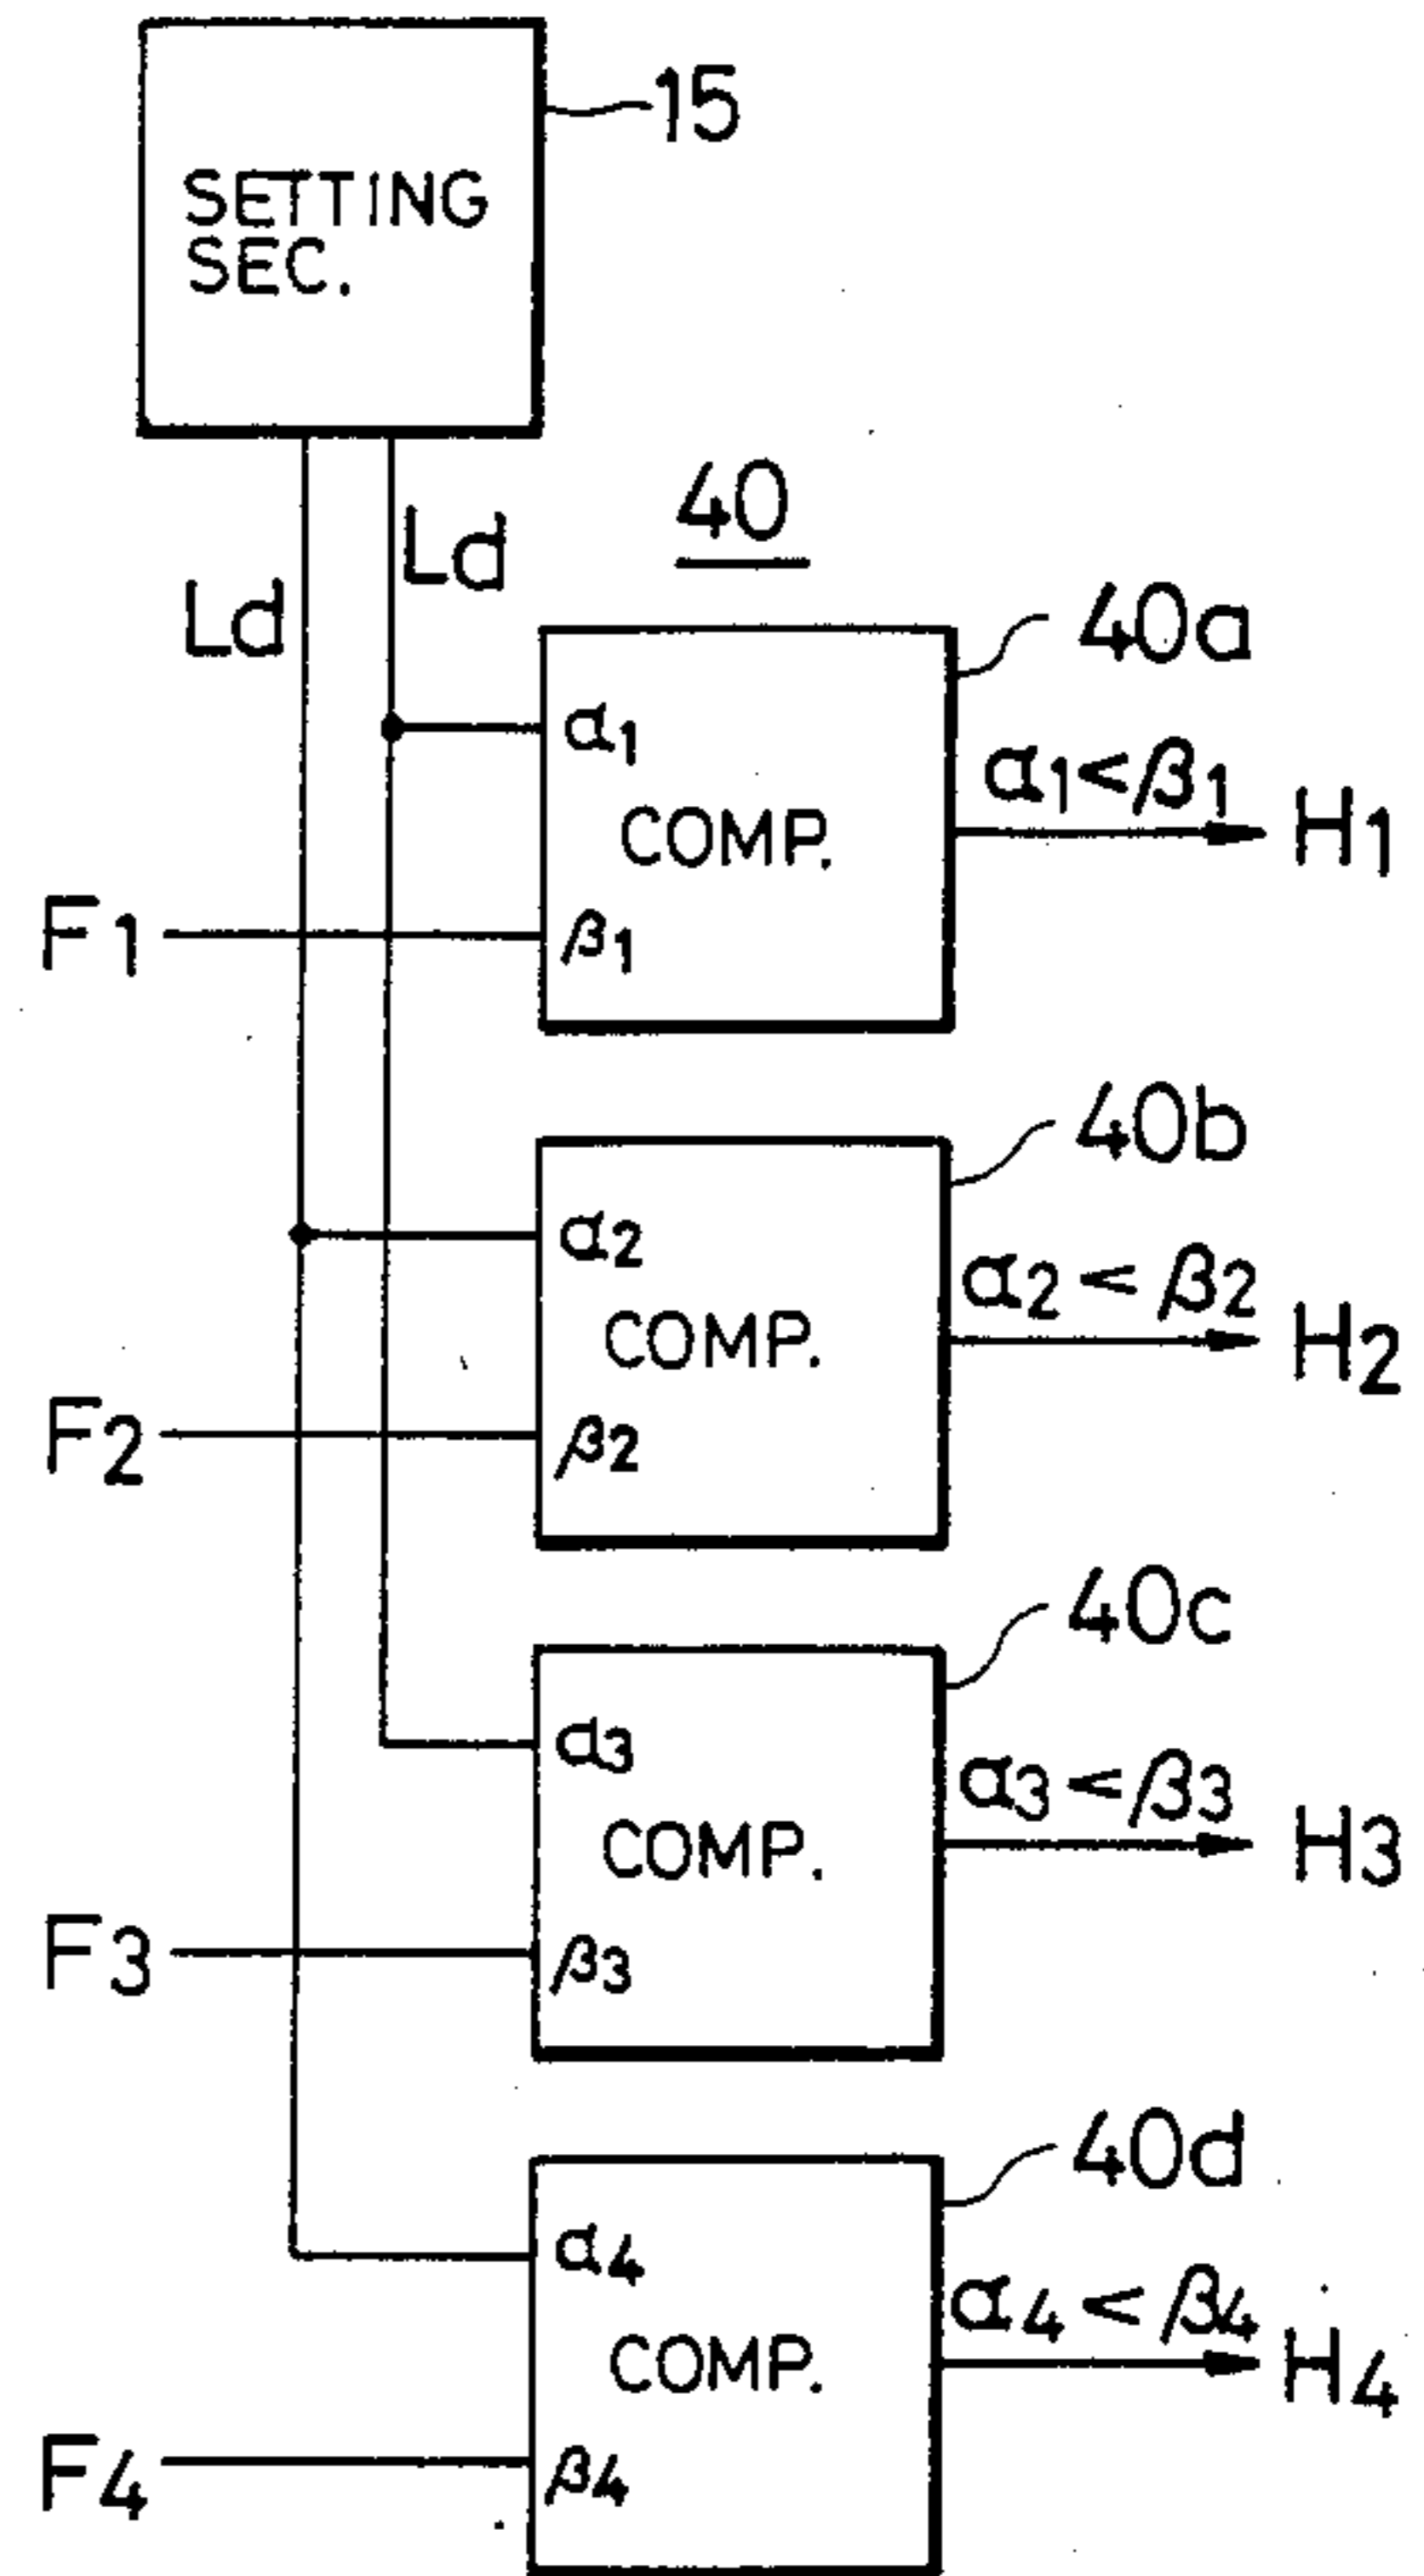 15
SETTING
SEC.
40
Ld
Ld
40a
α1
α1<β1
COMP.
H1
F1
β1
40b
α2
α2<β2
COMP.
H2
F2
β2
40c
α3
α3<β3
COMP.
H3
F3
β3
40d
α4
α4<β4
COMP.
H4
F4
β4